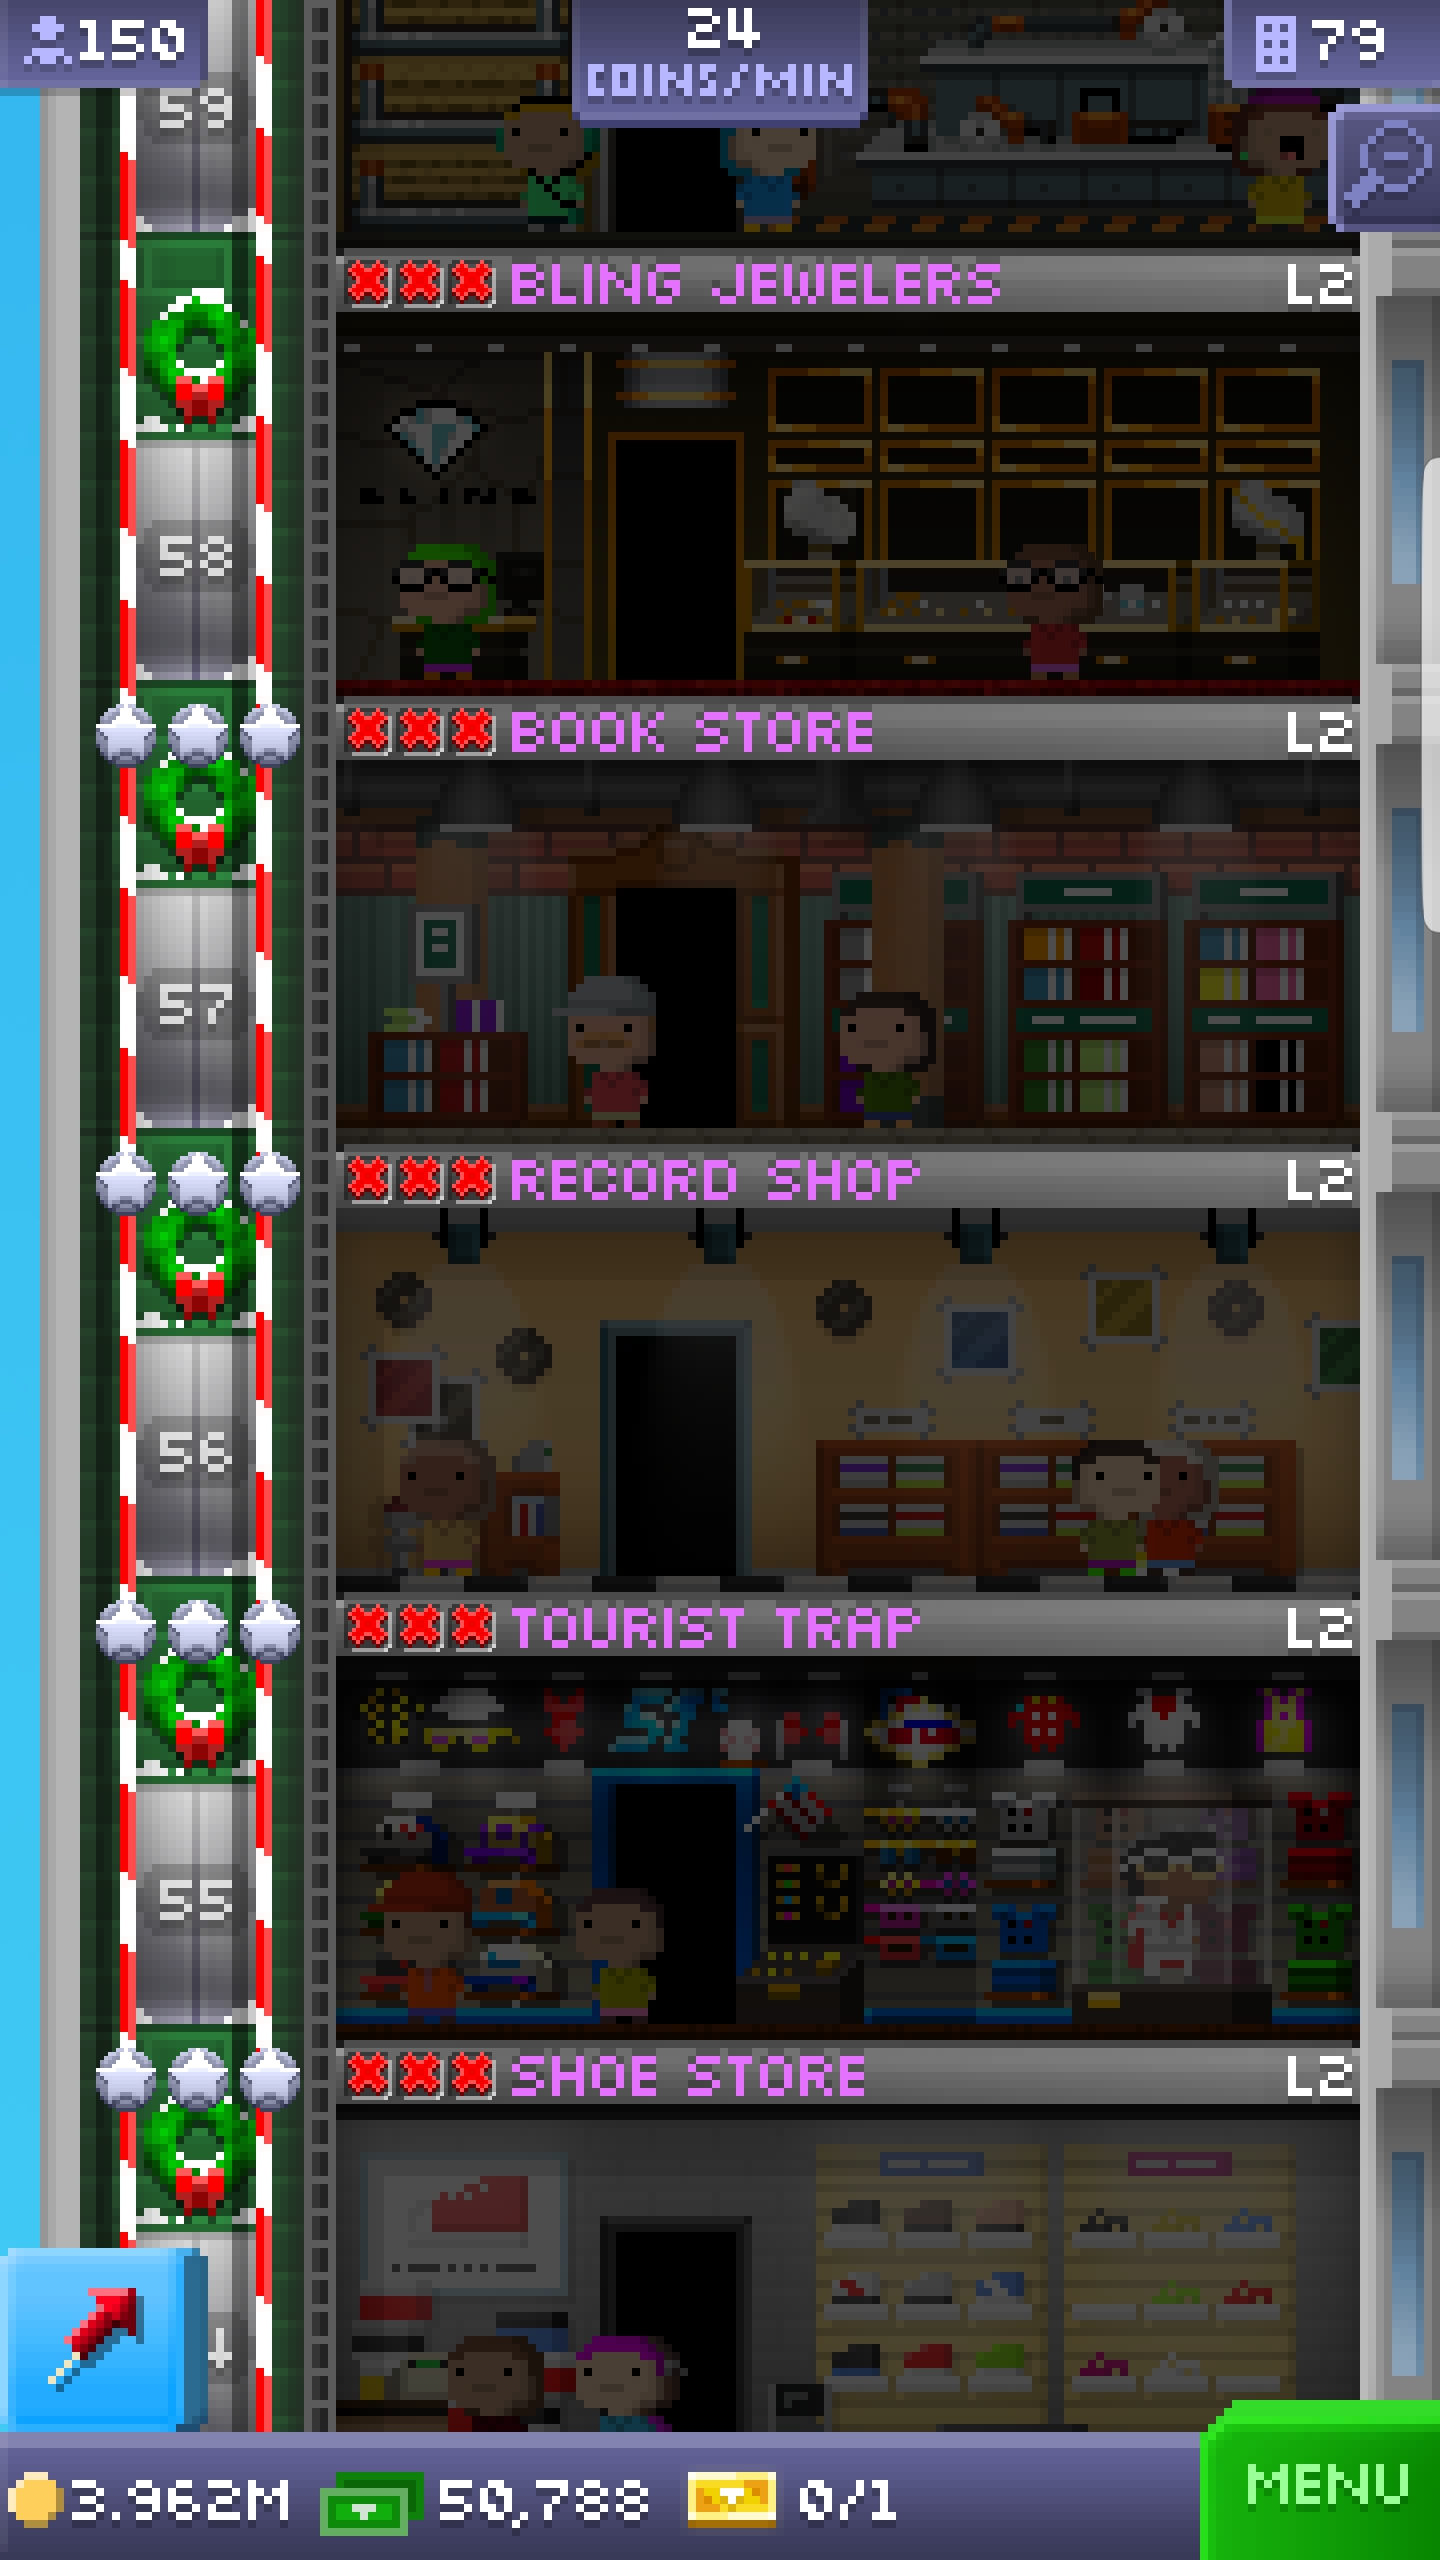 150
24
COINS/MIN
79
59
BLING JEWELERS L2
BLING
58
BOOK STORE L2
57
RECORD SHOP L2
56
TOURIST TRAP L2
55
SHOE STORE L2
3.962M
50,788
0/1
MENU